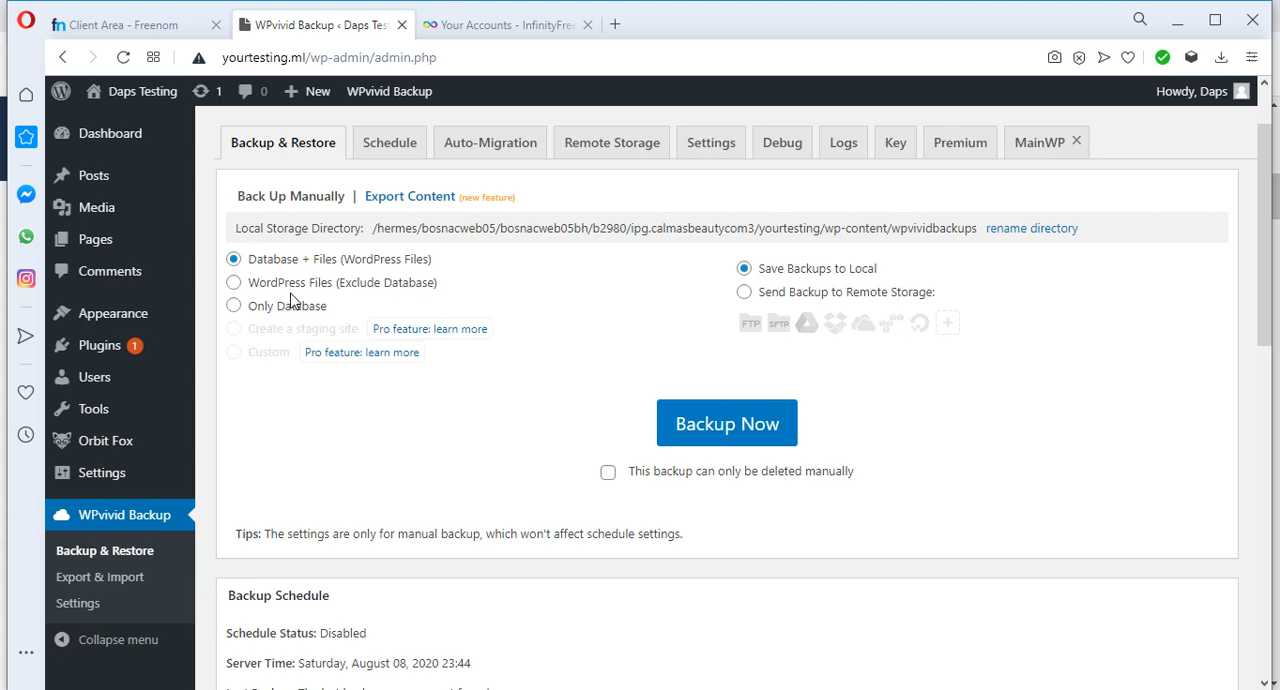 fn Client Area - Freenom
WPvivid Backup ‹ Daps Tes
Your Accounts - InfinityFre
yourtesting.ml/wp-admin/admin.php
Daps Testing 1 0 New WPvivid Backup
Howdy, Daps
Dashboard
Posts
Media
Pages
Comments
Appearance
Plugins 1
Users
Tools
Orbit Fox
Settings
WPvivid Backup
Backup & Restore
Export & Import
Settings
Collapse menu
Backup & Restore Schedule Auto-Migration Remote Storage Settings Debug Logs Key Premium MainWP
Back Up Manually | Export Content (new feature)
Local Storage Directory: /hermes/bosnacweb05/bosnacweb05bh/b2980/ipg.calmasbeautycom3/yourtesting/wp-content/wpvividbackups rename directory
Database + Files (WordPress Files)
WordPress Files (Exclude Database)
Only Database
Create a staging site Pro feature: learn more
Custom Pro feature: learn more
Save Backups to Local
Send Backup to Remote Storage:
FTP SFTP
Backup Now
This backup can only be deleted manually
Tips: The settings are only for manual backup, which won't affect schedule settings.
Backup Schedule
Schedule Status: Disabled
Server Time: Saturday, August 08, 2020 23:44